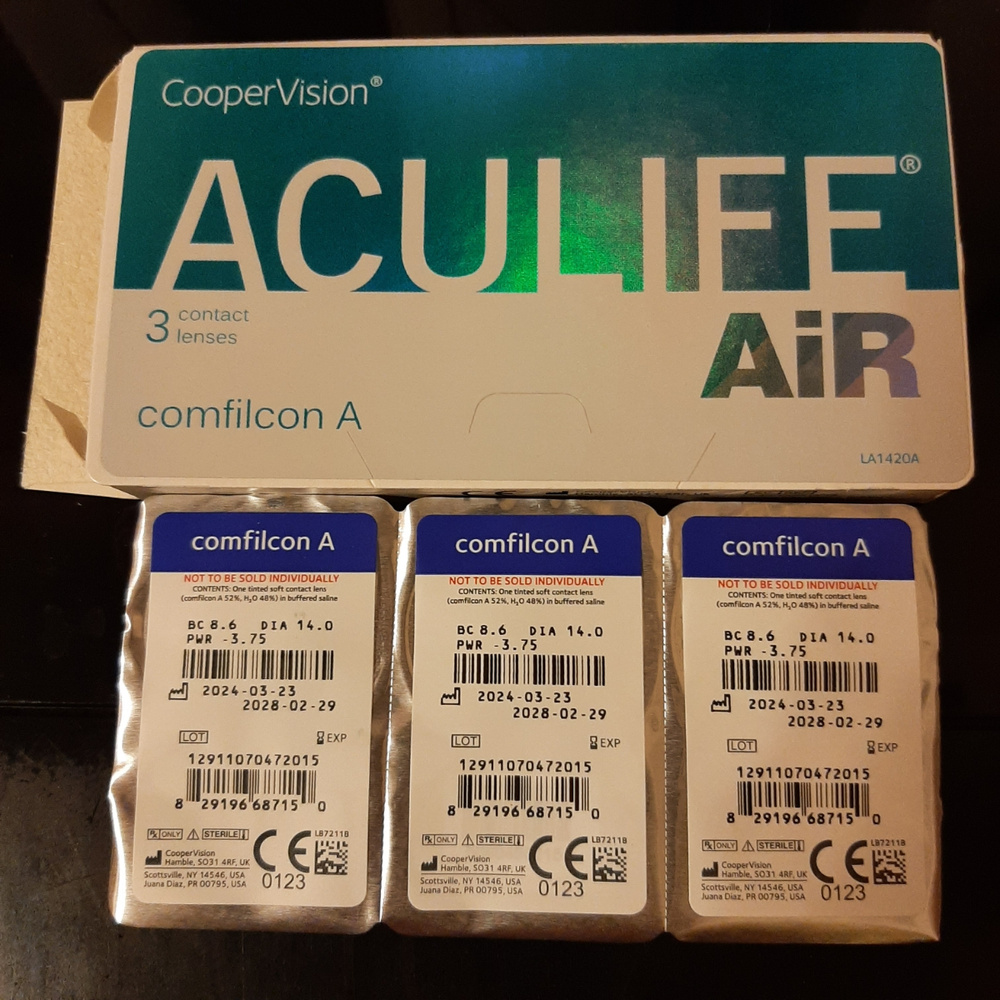 CooperVision®
ACULIFE®
AiR
3 contact
lenses
comfilcon A
LA1420A
comfilcon A
NOT TO BE SOLD INDIVIDUALLY
CONTENTS: One tinted soft contact lens
(comfilcon A 52%, H₂O 48%) in buffered saline
BC 8.6 DIA 14.0
PWR -3.75
2024-03-23
2028-02-29
LOT EXP
12911070472015
8 29196 68715 0
Rx ONLY STERILE
CE 0123
LB7211B
CooperVision
Hamble, SO31 4RF, UK
Scottsville, NY 14546, USA
Juana Diaz, PR 00795, USA
comfilcon A
NOT TO BE SOLD INDIVIDUALLY
CONTENTS: One tinted soft contact lens
(comfilcon A 52%, H₂O 48%) in buffered saline
BC 8.6 DIA 14.0
PWR -3.75
2024-03-23
2028-02-29
LOT EXP
12911070472015
8 29196 68715 0
Rx ONLY STERILE
CE 0123
LB7211B
CooperVision
Hamble, SO31 4RF, UK
Scottsville, NY 14546, USA
Juana Diaz, PR 00795, USA
comfilcon A
NOT TO BE SOLD INDIVIDUALLY
CONTENTS: One tinted soft contact lens
(comfilcon A 52%, H₂O 48%) in buffered saline
BC 8.6 DIA 14.0
PWR -3.75
2024-03-23
2028-02-29
LOT EXP
12911070472015
8 29196 68715 0
Rx ONLY STERILE
CE 0123
LB7211B
CooperVision
Hamble, SO31 4RF, UK
Scottsville, NY 14546, USA
Juana Diaz, PR 00795, USA